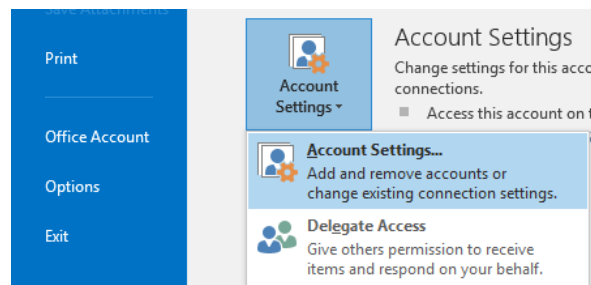 Save Attachments
Print
Office Account
Options
Exit
Account
Settings
Account Settings
Change settings for this acco
connections.
Access this account on t
Account Settings...
Add and remove accounts or
change existing connection settings.
Delegate Access
Give others permission to receive
items and respond on your behalf.